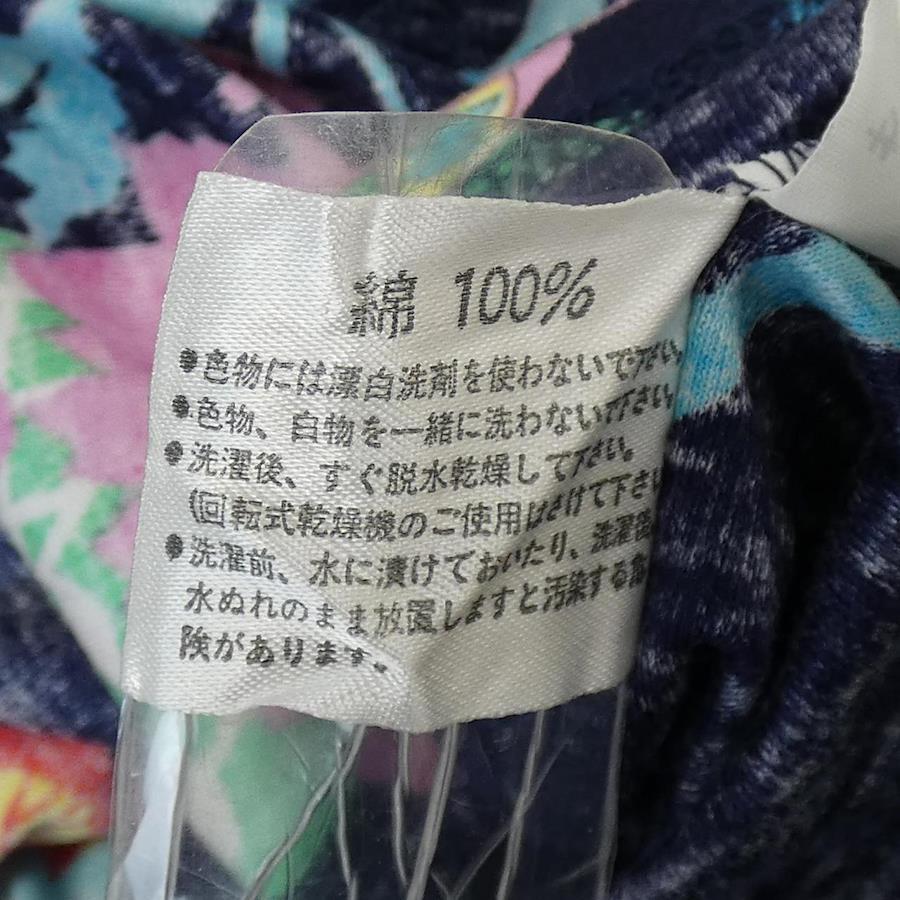 綿 100%
●色物には漂白洗剤を使わないで下さい。
●色物、白物を一緒に洗わないで下さい。
●洗濯後、すぐ脱水乾燥して下さい。
(回転式乾燥機のご使用はさけて下さい
●洗濯前、水に漬けておいたり、洗濯後
水ぬれのまま放置しますと汚染する危
険があります。